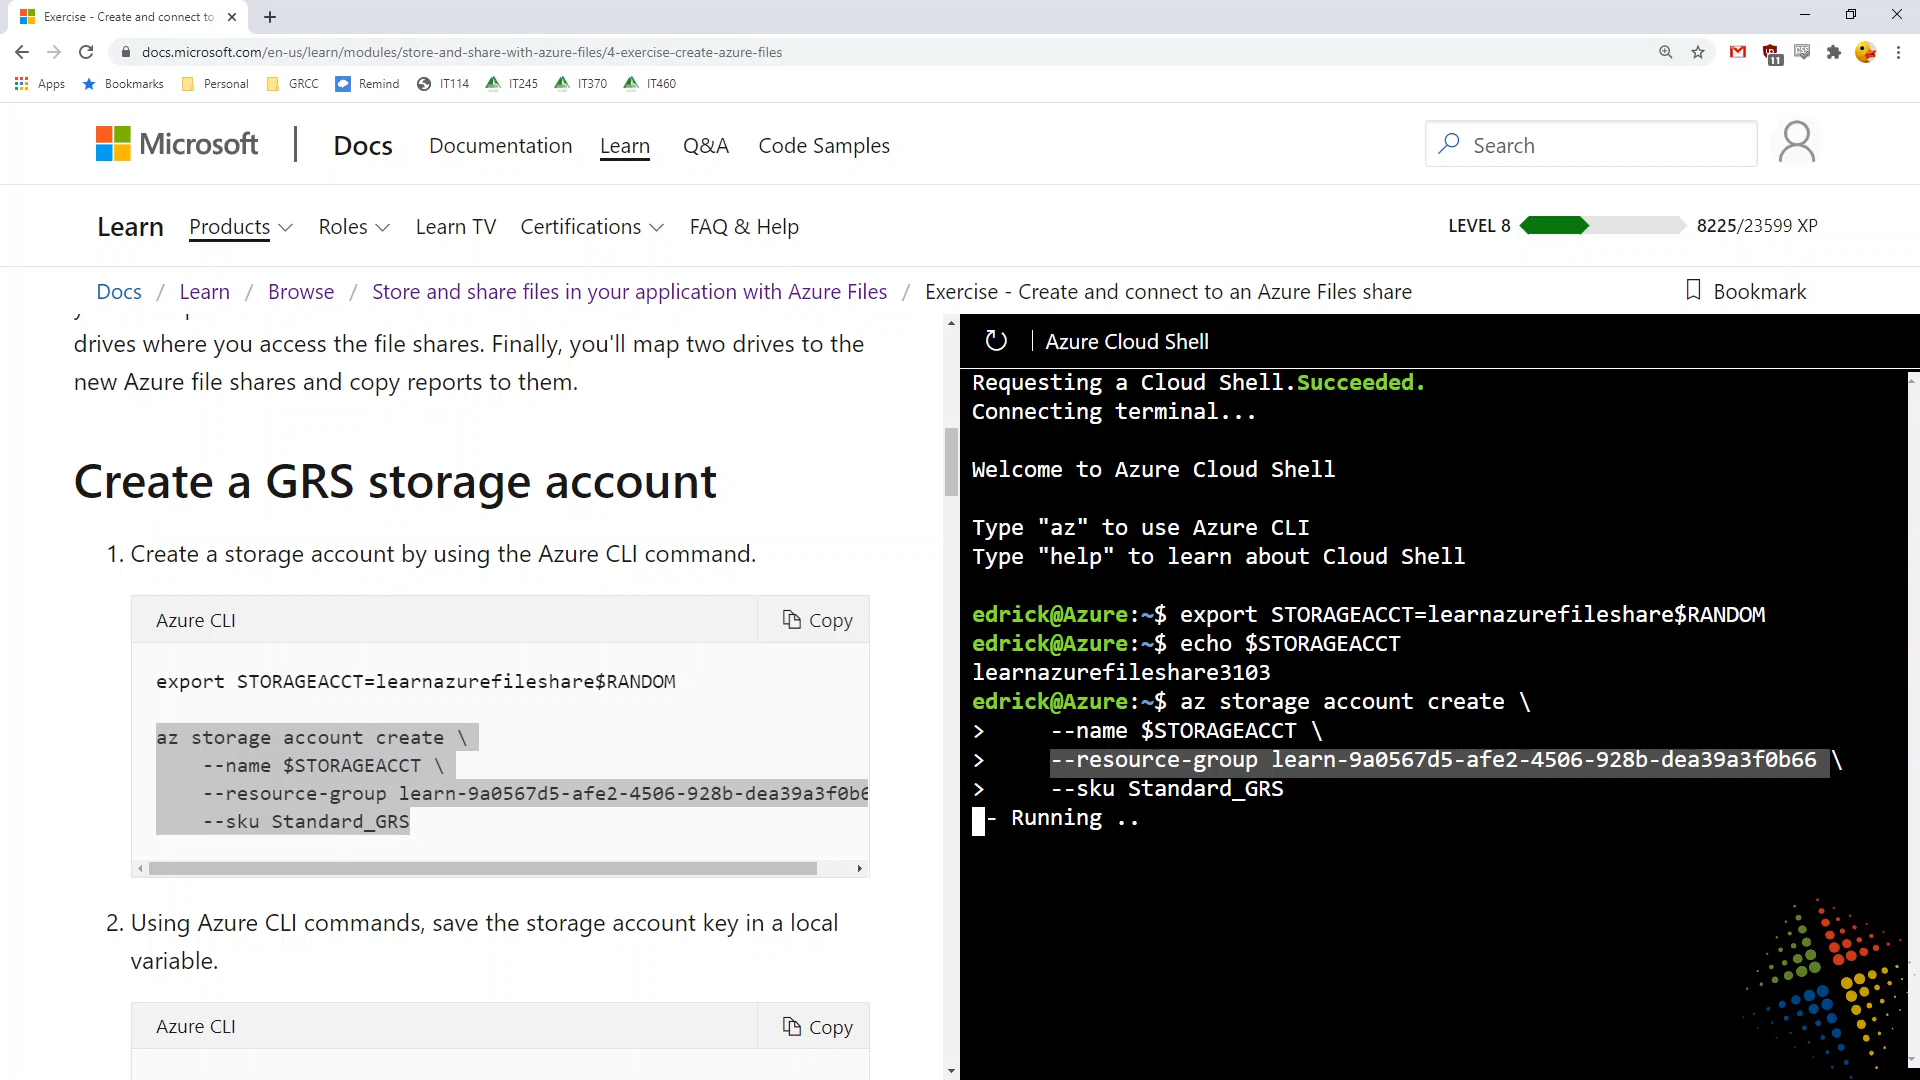 Exercise - Create and connect to
docs.microsoft.com/en-us/learn/modules/store-and-share-with-azure-files/4-exercise-create-azure-files
11
Apps Bookmarks Personal GRCC Remind IT114 IT245 IT370 IT460
Microsoft Docs Documentation Learn Q&A Code Samples
Search
Learn Products Roles Learn TV Certifications FAQ & Help
LEVEL 8 8225/23599 XP
Docs / Learn / Browse / Store and share files in your application with Azure Files / Exercise - Create and connect to an Azure Files share
Bookmark
drives where you access the file shares. Finally, you'll map two drives to the
new Azure file shares and copy reports to them.
Create a GRS storage account
1. Create a storage account by using the Azure CLI command.
Azure CLI Copy
export STORAGEACCT=learnazurefileshare$RANDOM
az storage account create \
--name $STORAGEACCT \
--resource-group learn-9a0567d5-afe2-4506-928b-dea39a3f0b6
--sku Standard_GRS
2. Using Azure CLI commands, save the storage account key in a local
variable.
Azure CLI Copy
Azure Cloud Shell
Requesting a Cloud Shell.Succeeded.
Connecting terminal...
Welcome to Azure Cloud Shell
Type "az" to use Azure CLI
Type "help" to learn about Cloud Shell
edrick@Azure:~$ export STORAGEACCT=learnazurefileshare$RANDOM
edrick@Azure:~$ echo $STORAGEACCT
learnazurefileshare3103
edrick@Azure:~$ az storage account create \
> --name $STORAGEACCT \
> --resource-group learn-9a0567d5-afe2-4506-928b-dea39a3f0b66 \
> --sku Standard_GRS
- Running ..